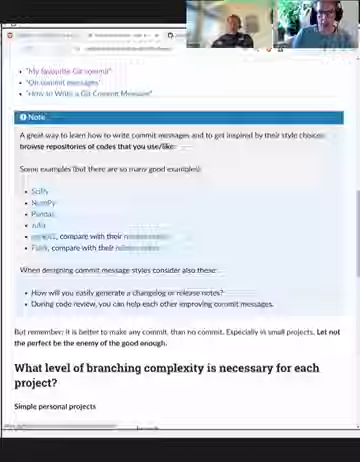 "My favourite Git commit"
"On commit messages"
"How to Write a Git Commit Message"
Note
A great way to learn how to write commit messages and to get inspired by their style choices:
browse repositories of codes that you use/like:
Some examples (but there are so many good examples):
SciPy
NumPy
Pandas
Julia
compare with their release notes
Flask, compare with their release notes
When designing commit message styles consider also these:
How will you easily generate a changelog or release notes?
During code review, you can help each other improving commit messages.
But remember: it is better to make any commit, than no commit. Especially in small projects. Let not
the perfect be the enemy of the good enough.
What level of branching complexity is necessary for each
project?
Simple personal projects